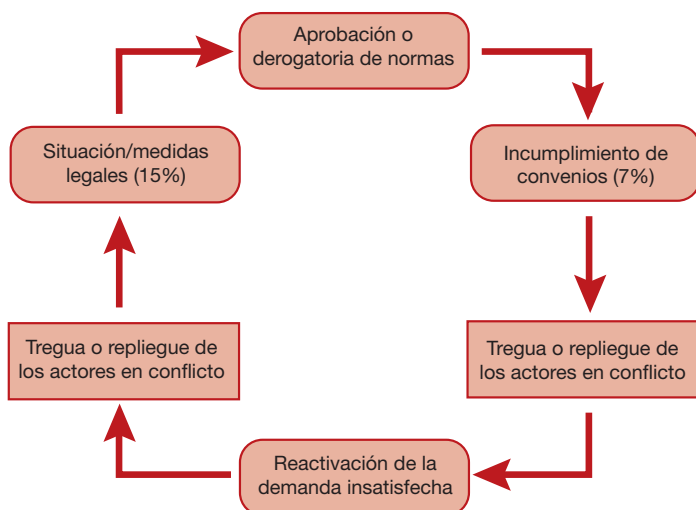 Aprobación o
derogatoria de normas
Situación/medidas
legales (15%)
Incumplimiento de
convenios (7%)
Tregua o repliegue de
los actores en conflicto
Tregua o repliegue de
los actores en conflicto
Reactivación de la
demanda insatisfecha